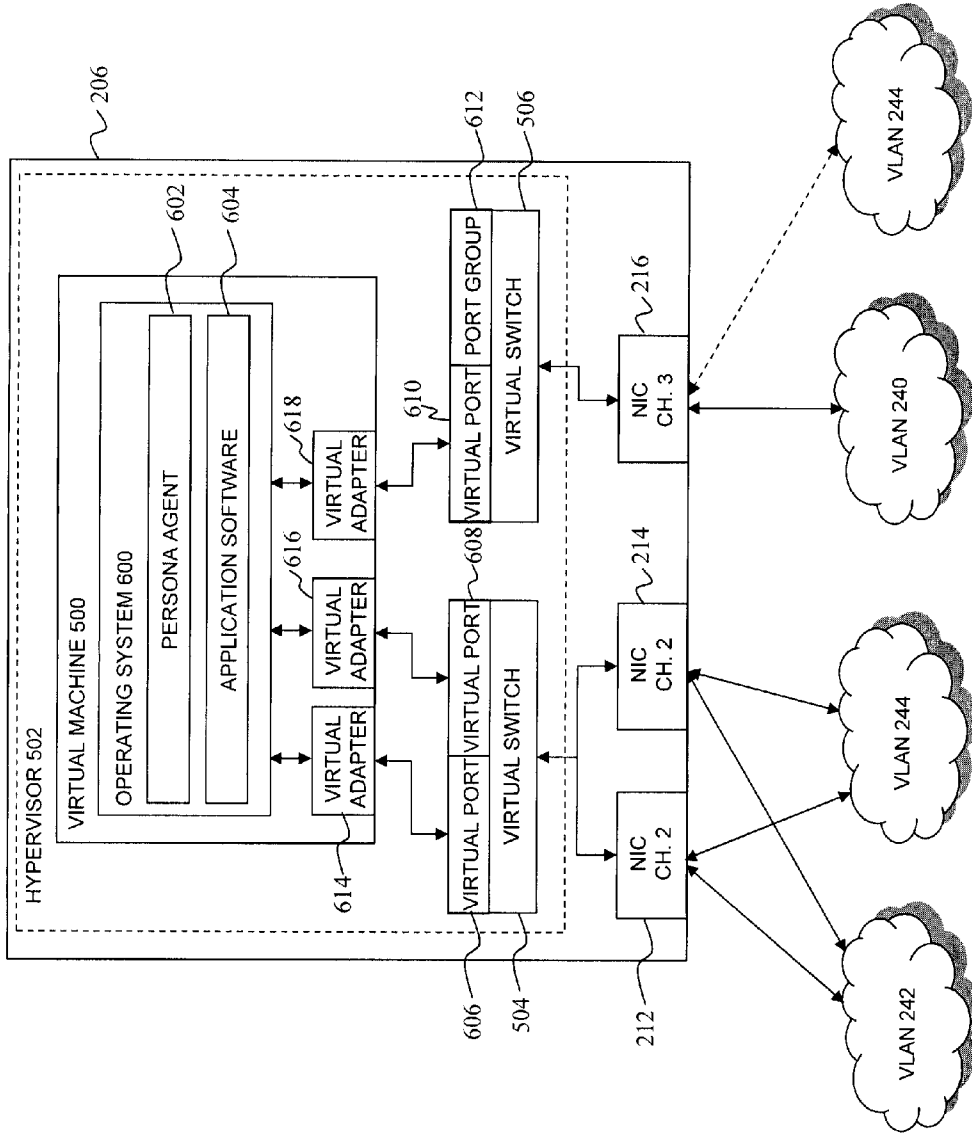 206
HYPERVISOR 502
VIRTUAL MACHINE 500
OPERATING SYSTEM 600
602
PERSONA AGENT
604
APPLICATION SOFTWARE
614
VIRTUAL
ADAPTER
616
VIRTUAL
ADAPTER
618
VIRTUAL
ADAPTER
606
VIRTUAL PORT
VIRTUAL PORT
608
610
VIRTUAL PORT
PORT GROUP
612
504
VIRTUAL SWITCH
VIRTUAL SWITCH
506
212
NIC
CH. 2
214
NIC
CH. 2
216
NIC
CH. 3
VLAN 242
VLAN 244
VLAN 240
VLAN 244